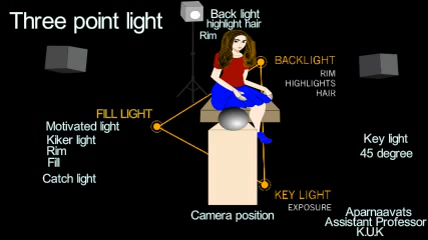 Three point light
Back light
highlight hair
Rim
BACKLIGHT
RIM
HIGHLIGHTS
HAIR
FILL LIGHT
Motivated light
Kiker light
Rim
Fill
Catch light
Key light
45 degree
KEY LIGHT
EXPOSURE
Camera position
Aparnaavats
Assistant Professor
K.U.K